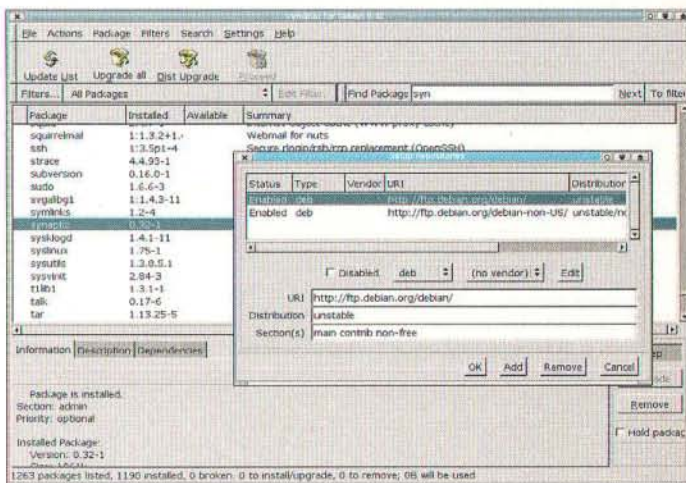 File Actions Package Filters Search Settings Help
Update List Upgrade all Dist Upgrade Proceed
Filters... All Packages Edit Filter Find Package syn Next To filter
Package Installed Available Summary
squirrelmail 1:1.3.2+1. Webmail for nuts
ssh 1:3.5p1-4 Secure rlogin/rsh/rcp replacement (OpenSSH)
strace 4.4.93-1
subversion 0.16.0-1
sudo 1.6.6-3
svgalibg1 1:1.4.3-11
symlinks 1.2-4
synaptic 0.32-1
sysklogd 1.4.1-11
syslinux 1.75-1
sysutils 1.3.8.5.1
sysvinit 2.84-3
t1lib1 1.3.1-1
talk 0.17-6
tar 1.13.25-5
Setup repositories
Status Type Vendor URI Distribution
Enabled deb http://ftp.debian.org/debian/ unstable
Enabled deb http://ftp.debian.org/debian-non-US/ unstable/no
Disabled deb (no vendor) Edit
URI http://ftp.debian.org/debian/
Distribution unstable
Section(s) main contrib non-free
OK Add Remove Cancel
Information Description Dependencies
Package is installed.
Section: admin
Priority: optional
Installed Package:
Version: 0.32-1
Remove
Hold packag
1263 packages listed, 1190 installed, 0 broken. 0 to install/upgrade, 0 to remove; 0B will be used